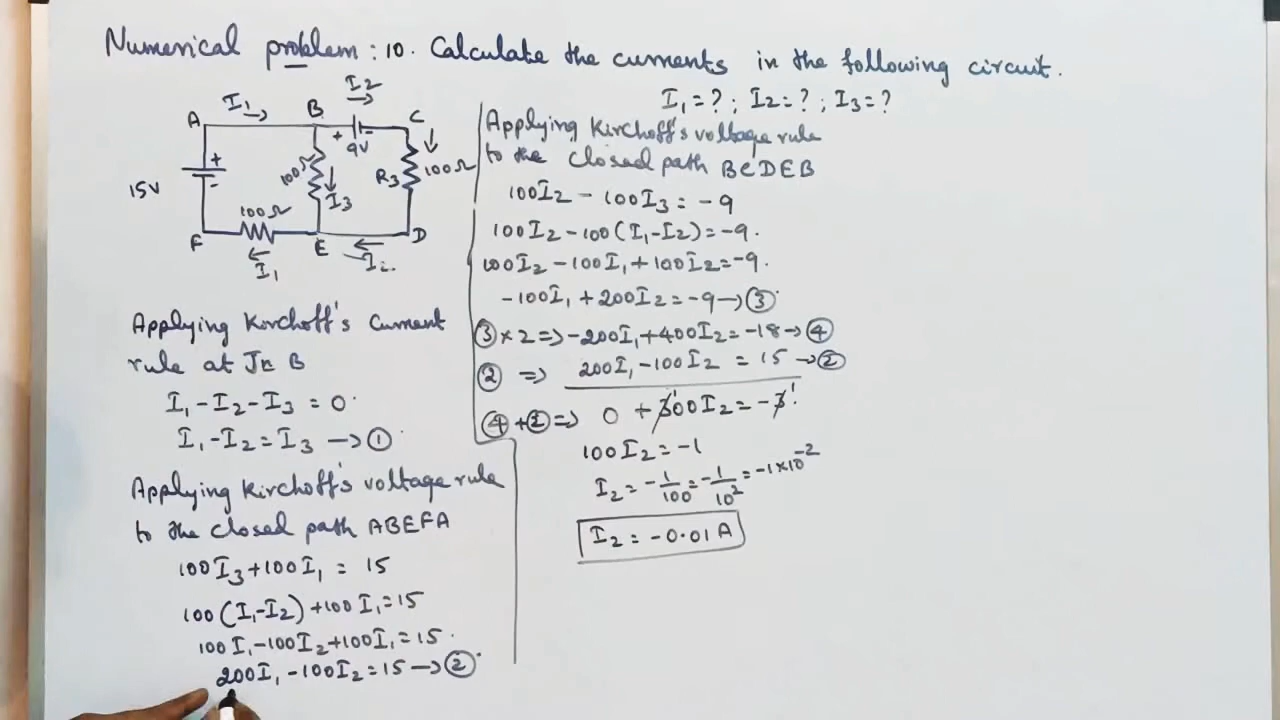 Numerical problem : 10. Calculate the currents in the following circuit.
I₁ = ? ; I2 = ? ; I3 = ?
I₁
I2
A
B
C
+ -
9V
+
-
15V
100Ω
I3
R3
100Ω
100Ω
F
E
D
I₁
I2
Applying Kirchoff's current
rule at Jn B
I₁ - I2 - I3 = 0
I₁ - I2 = I3 → ①
Applying Kirchoff's voltage rule
to the closed path ABEFA
100I3 + 100I₁ = 15
100(I₁-I2) + 100I₁ = 15
100I₁ - 100I2 + 100I₁ = 15
200I₁ - 100I2 = 15 → ②
Applying Kirchoff's voltage rule
to the closed path BCDEB
100I2 - 100I3 = -9
100I2 - 100(I₁-I2) = -9.
100I2 - 100I₁ + 100I2 = -9.
-100I₁ + 200I2 = -9 → ③
③ × 2 ⇒ -200I₁ + 400I2 = -18 → ④
② ⇒ 200I₁ - 100I2 = 15 → ②
④ + ② ⇒ 0 + 300I2 = -3 1
100I2 = -1
I2 = -1/100 = -1/10² = -1×10⁻²
I2 = -0.01A